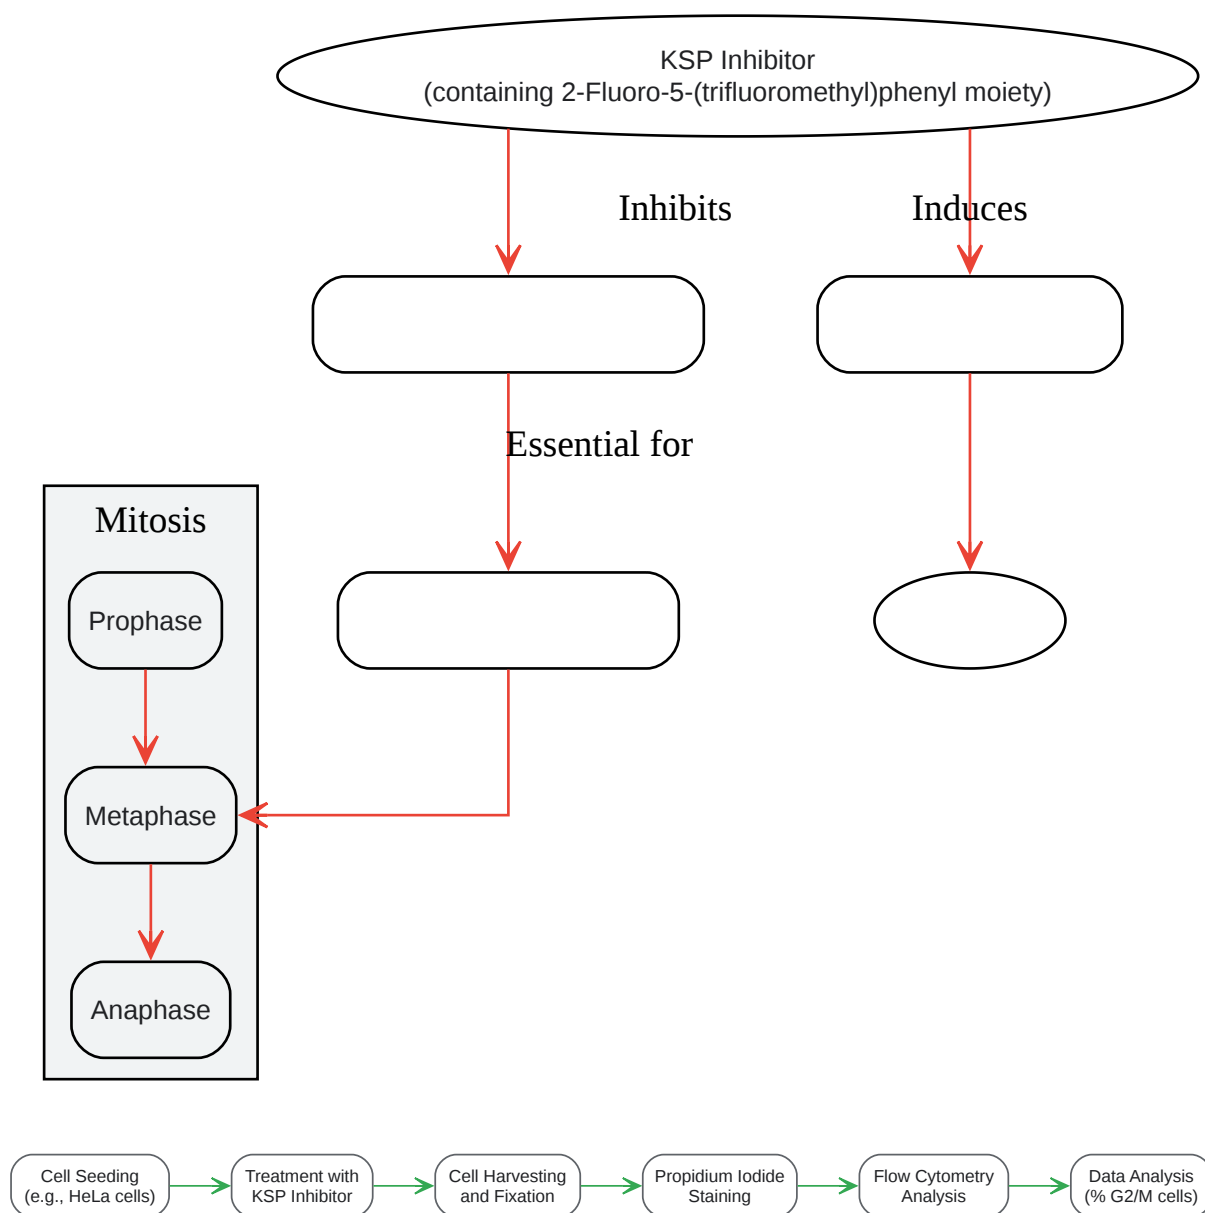 KSP Inhibitor
(containing 2-Fluoro-5-(trifluoromethyl)phenyl moiety)
Inhibits
Induces
Essential for
Mitosis
Prophase
Metaphase
Anaphase
Cell Seeding
(e.g., HeLa cells)
Treatment with
KSP Inhibitor
Cell Harvesting
and Fixation
Propidium Iodide
Staining
Flow Cytometry
Analysis
Data Analysis
(% G2/M cells)